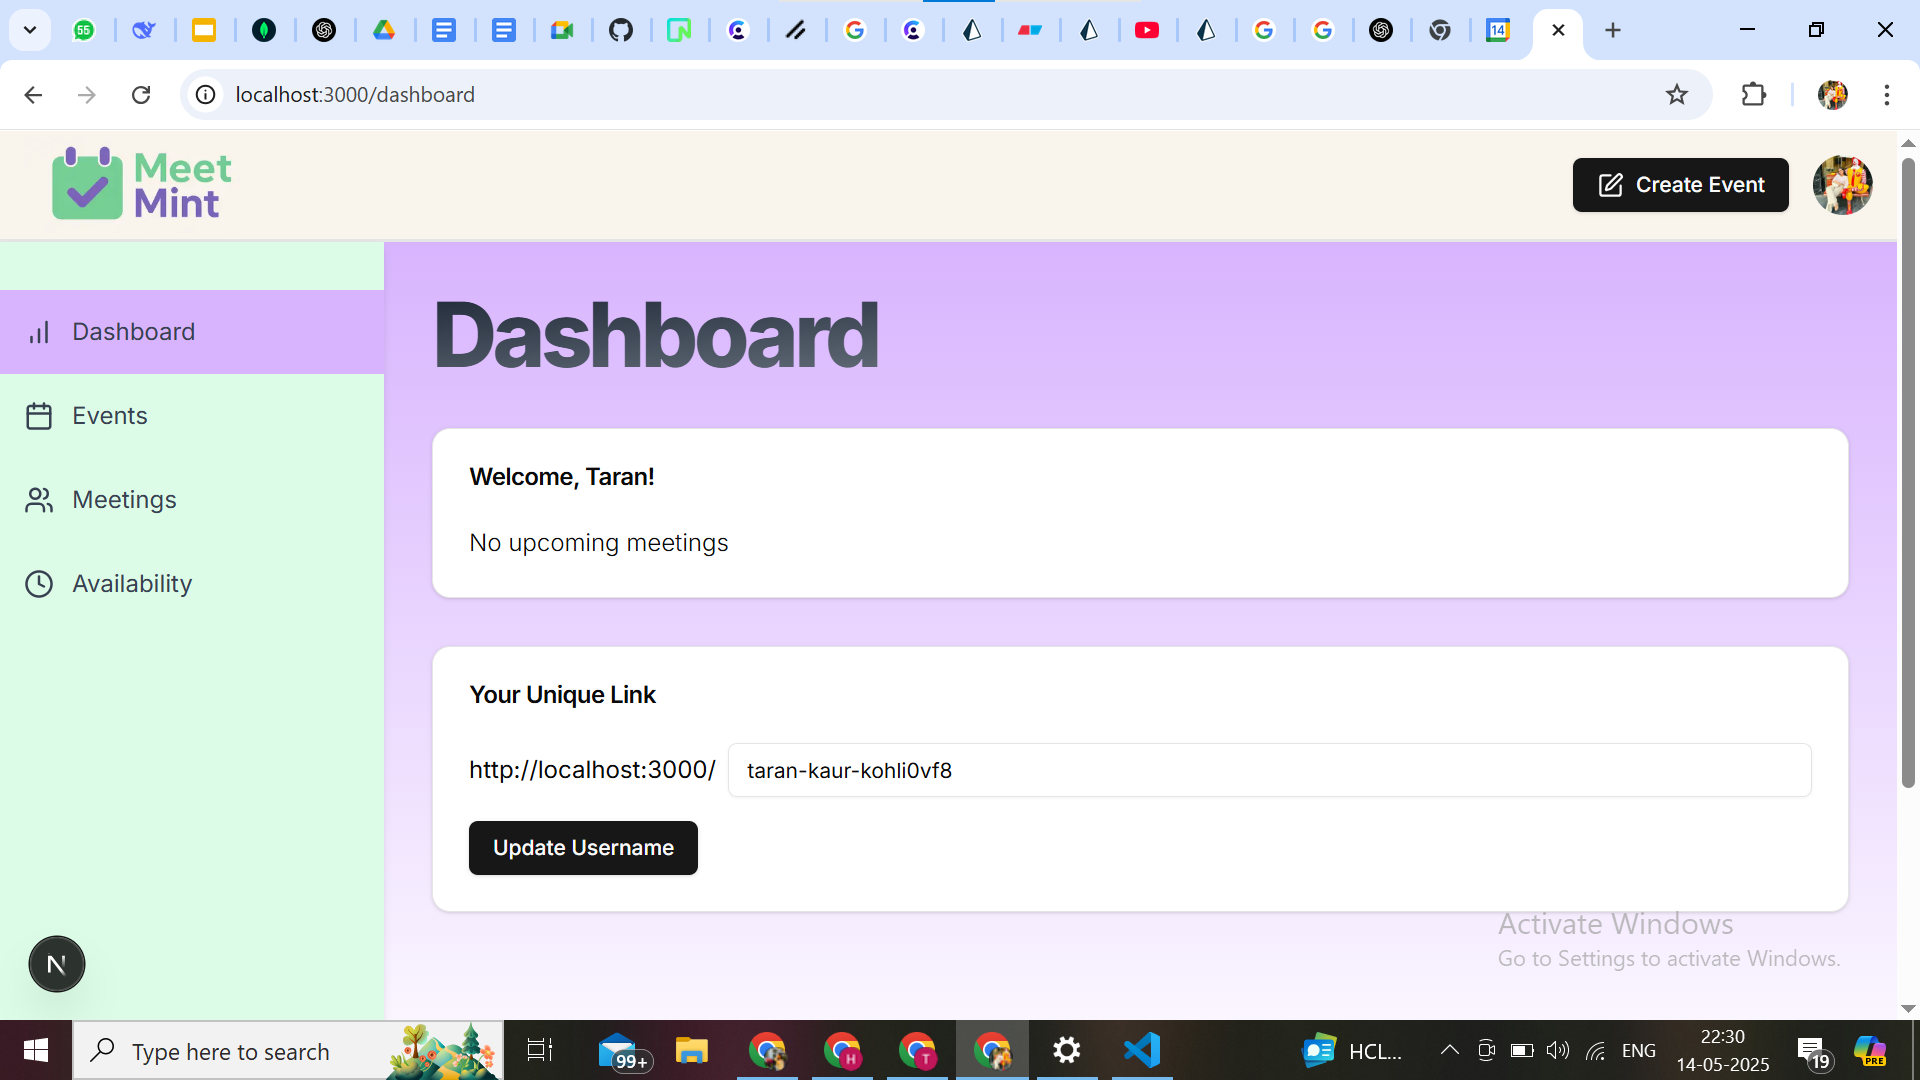 55
14
localhost:3000/dashboard
Meet
Mint
Create Event
Dashboard
Events
Meetings
Availability
Dashboard
Welcome, Taran!
No upcoming meetings
Your Unique Link
http://localhost:3000/
taran-kaur-kohli0vf8
Update Username
N
Activate Windows
Go to Settings to activate Windows.
Type here to search
99+
H
T
HCL...
ENG
22:30
14-05-2025
19
PRE